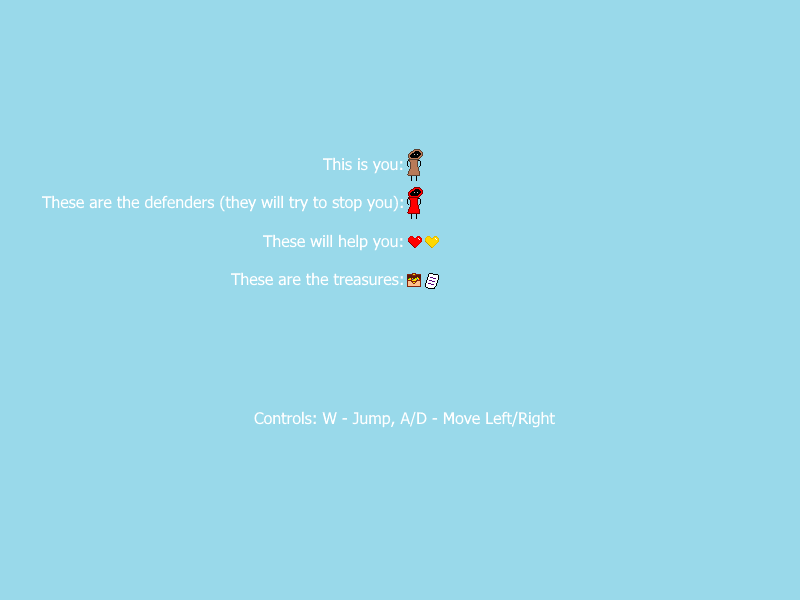 This is you:
These are the defenders (they will try to stop you):
These will help you:
These are the treasures:
Controls: W - Jump, A/D - Move Left/Right